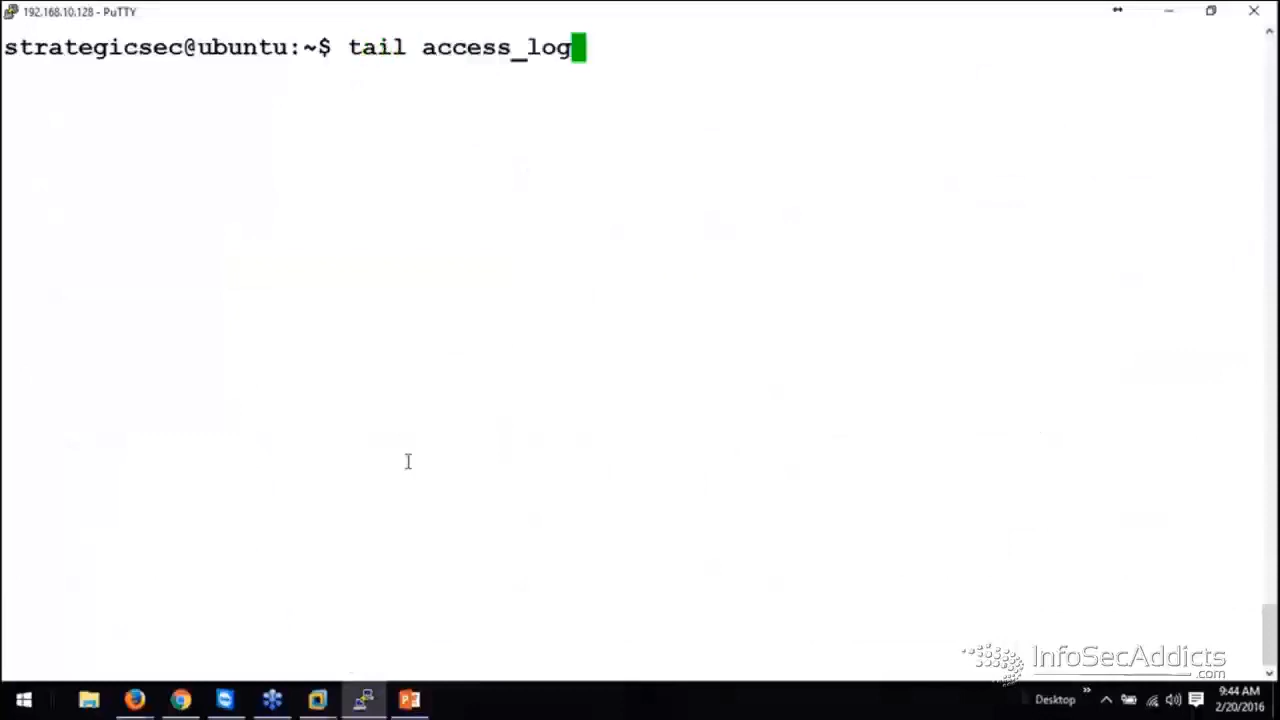 192.168.10.128 - PuTTY
strategicsec@ubuntu:~$ tail access_log
InfoSecAddicts
.com
Desktop
9:44 AM
2/20/2016